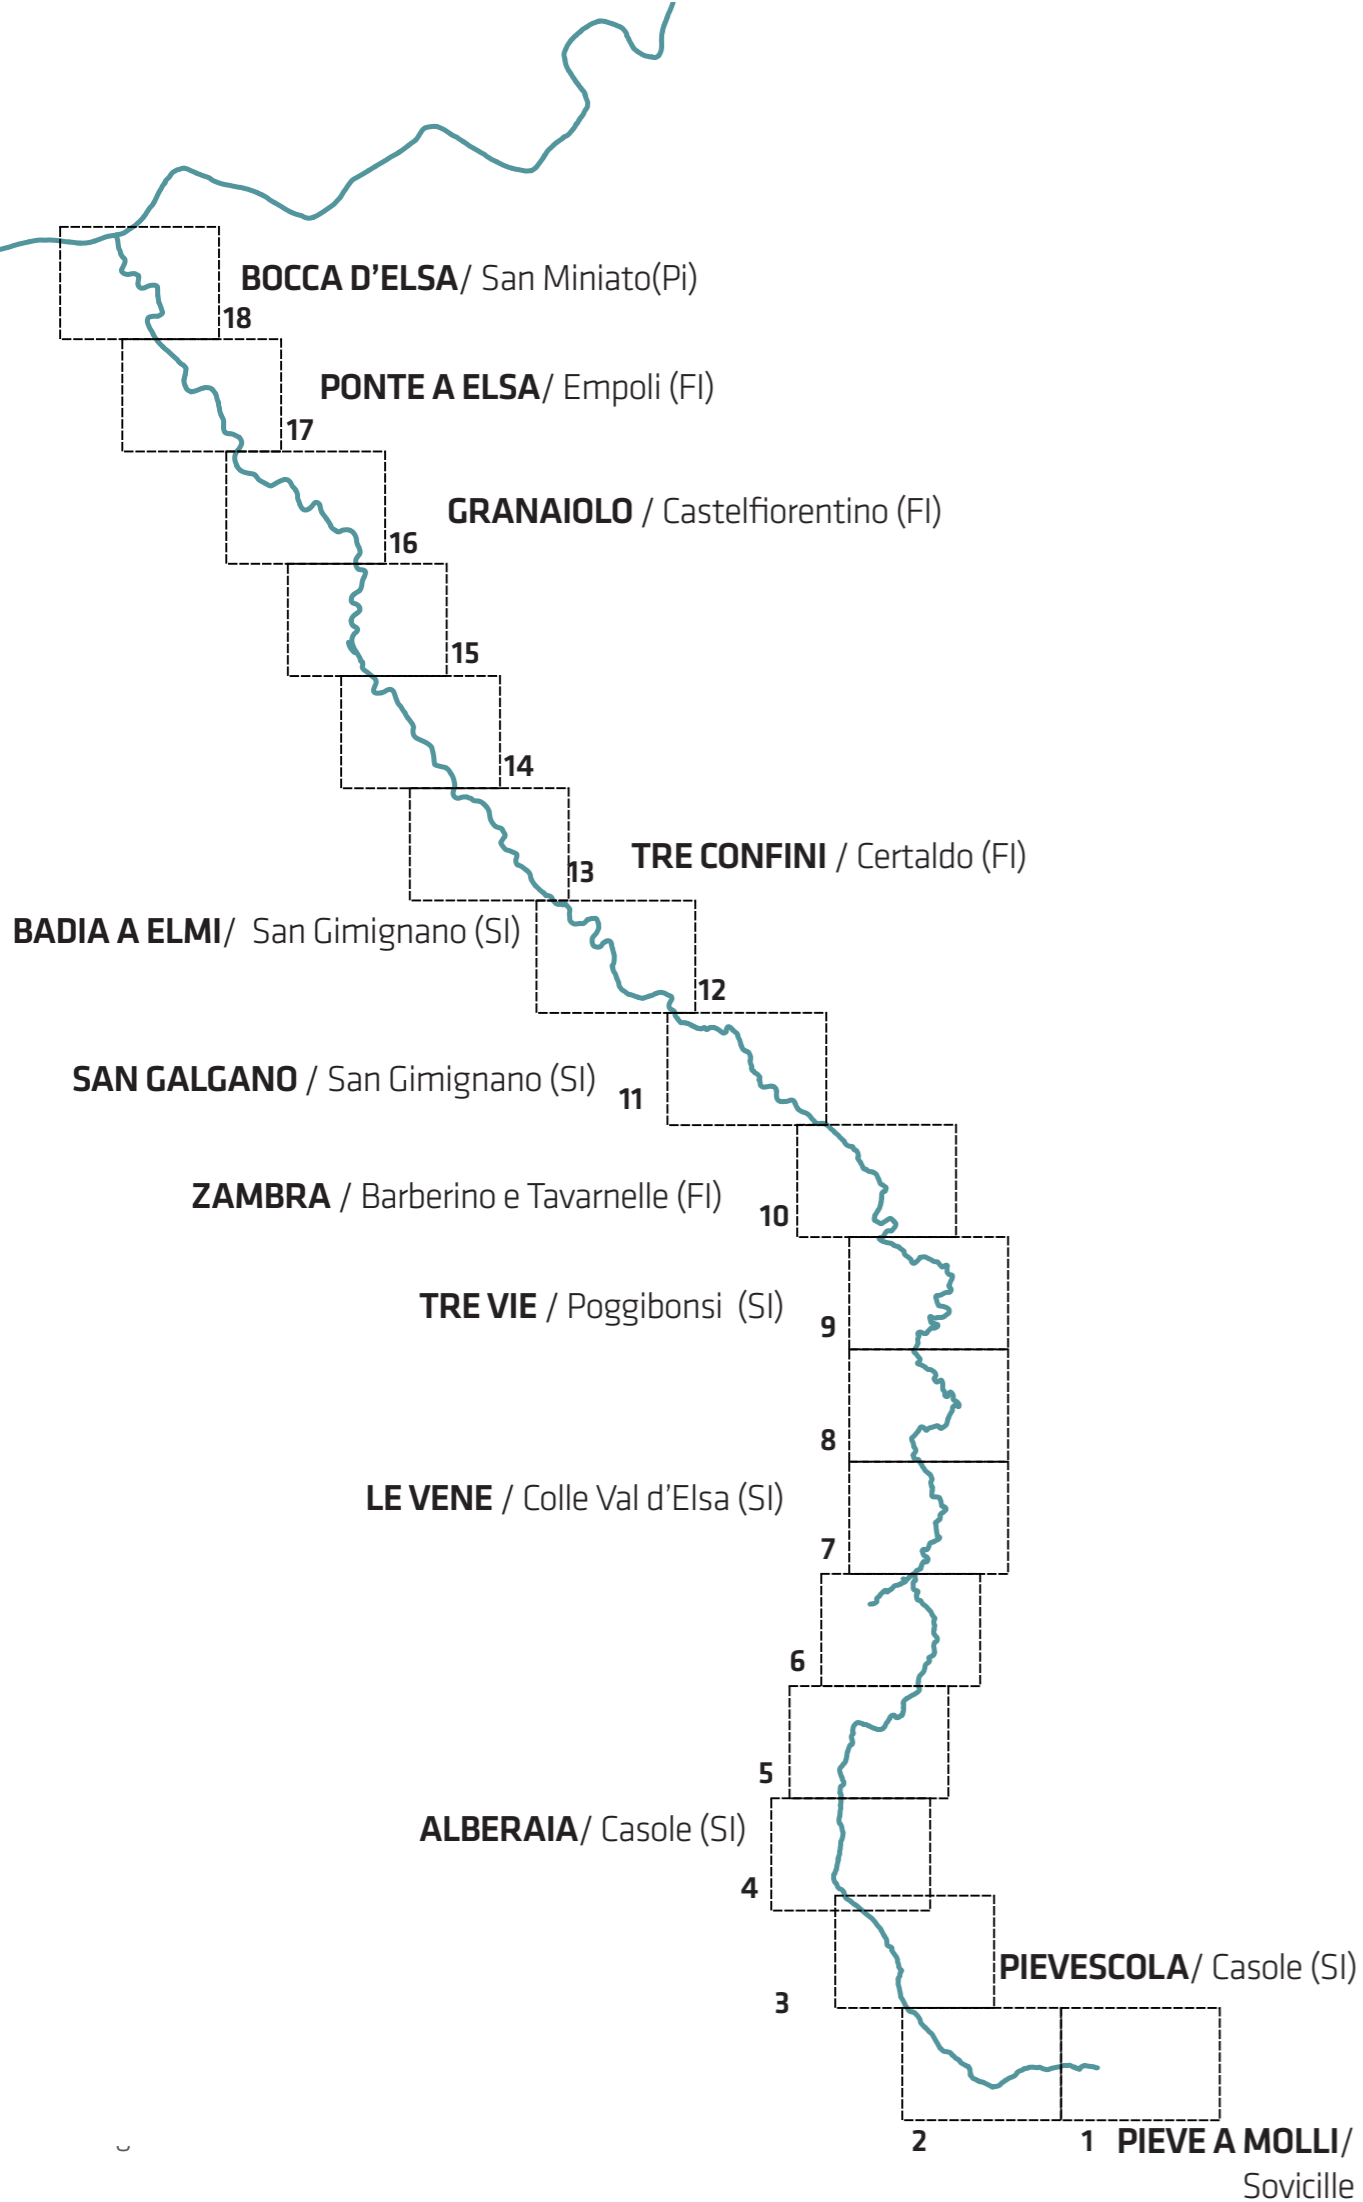 BOCCA D’ELSA/ San Miniato(Pi)
18
PONTE A ELSA/ Empoli (FI)
17
GRANAIOLO / Castelfiorentino (FI)
16
15
14
TRE CONFINI / Certaldo (FI)
13
BADIA A ELMI/ San Gimignano (SI)
12
SAN GALGANO / San Gimignano (SI)
11
ZAMBRA / Barberino e Tavarnelle (FI)
10
TRE VIE / Poggibonsi (SI)
9
8
LE VENE / Colle Val d’Elsa (SI)
7
6
5
ALBERAIA/ Casole (SI)
4
PIEVESCOLA/ Casole (SI)
3
2
1 PIEVE A MOLLI/
Sovicille